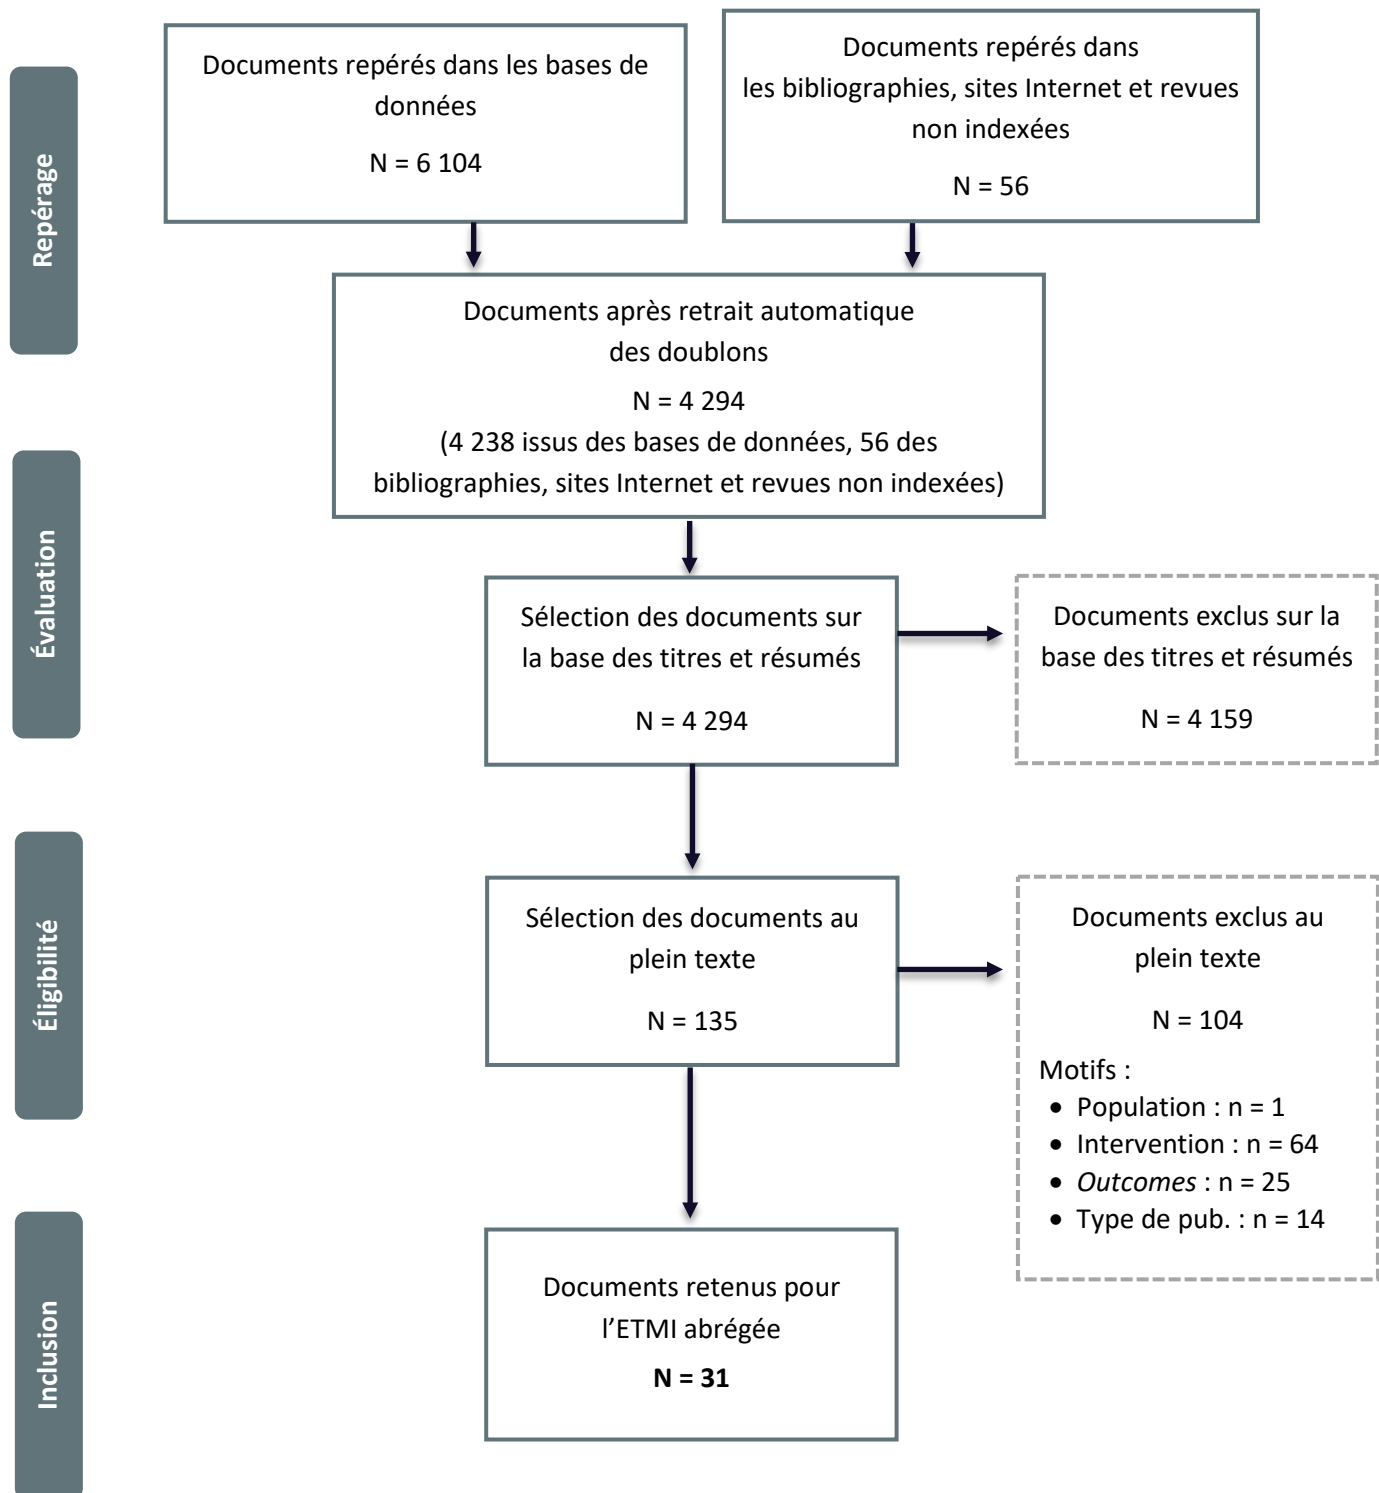 Repérage
Documents repérés dans les bases de
données
N = 6 104
Documents repérés dans
les bibliographies, sites Internet et revues
non indexées
N = 56
Documents après retrait automatique
des doublons
N = 4 294
(4 238 issus des bases de données, 56 des
bibliographies, sites Internet et revues non indexées)
Évaluation
Sélection des documents sur
la base des titres et résumés
N = 4 294
Documents exclus sur la
base des titres et résumés
N = 4 159
Éligibilité
Sélection des documents au
plein texte
N = 135
Documents exclus au
plein texte
N = 104
Motifs :
• Population : n = 1
• Intervention : n = 64
• Outcomes : n = 25
• Type de pub. : n = 14
Inclusion
Documents retenus pour
l’ETMI abrégée
N = 31